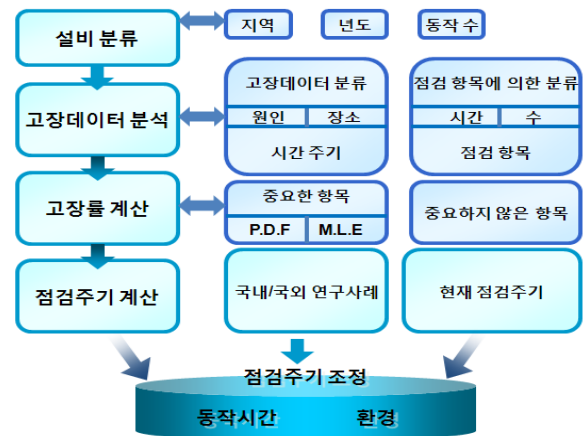 설비 분류
지역
년도
동작 수
고장데이터 분석
고장데이터 분류
원인
장소
시간 주기
점검 항목에 의한 분류
시간
수
점검 항목
고장률 계산
중요한 항목
P.D.F
M.L.E
중요하지 않은 항목
점검주기 계산
국내/국외 연구사례
현재 점검주기
점검주기 조정
동작시간
환경